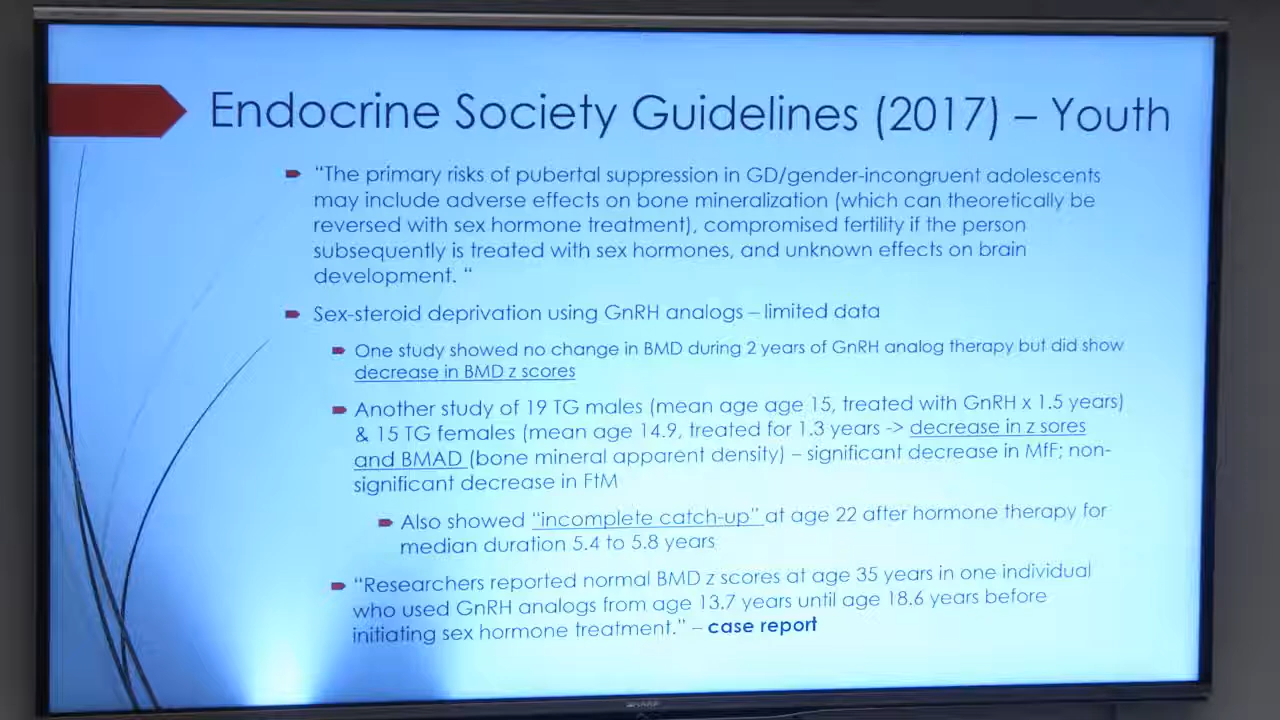 Endocrine Society Guidelines (2017) – Youth
“The primary risks of pubertal suppression in GD/gender-incongruent adolescents
may include adverse effects on bone mineralization (which can theoretically be
reversed with sex hormone treatment), compromised fertility if the person
subsequently is treated with sex hormones, and unknown effects on brain
development. “
Sex-steroid deprivation using GnRH analogs – limited data
One study showed no change in BMD during 2 years of GnRH analog therapy but did show
decrease in BMD z scores
Another study of 19 TG males (mean age age 15, treated with GnRH x 1.5 years)
& 15 TG females (mean age 14.9, treated for 1.3 years -> decrease in z sores
and BMAD (bone mineral apparent density) – significant decrease in MfF; non-
significant decrease in FtM
Also showed “incomplete catch-up” at age 22 after hormone therapy for
median duration 5.4 to 5.8 years
“Researchers reported normal BMD z scores at age 35 years in one individual
who used GnRH analogs from age 13.7 years until age 18.6 years before
initiating sex hormone treatment.” – case report
SHARP